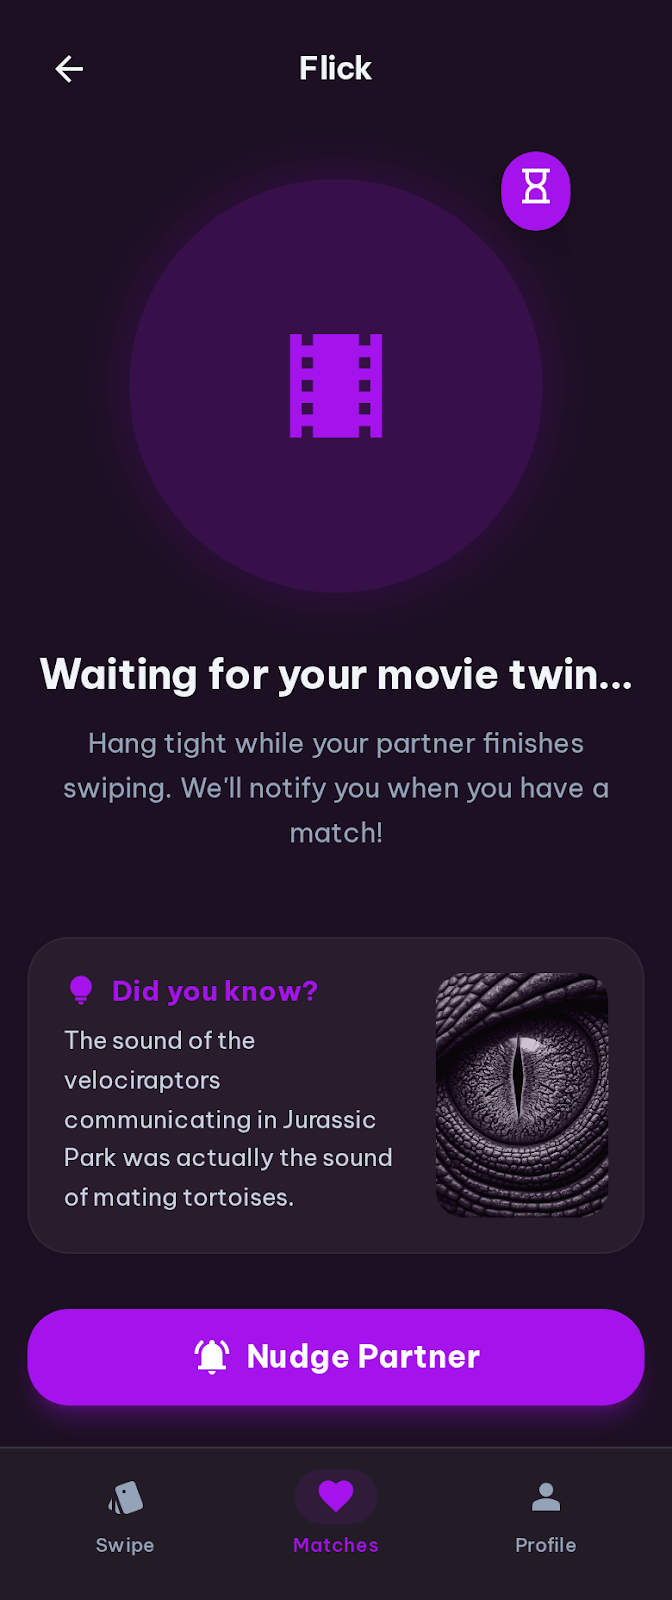 Flick
Waiting for your movie twin...
Hang tight while your partner finishes
swiping. We'll notify you when you have a
match!
Did you know?
The sound of the
velociraptors
communicating in Jurassic
Park was actually the sound
of mating tortoises.
Nudge Partner
Swipe
Matches
Profile